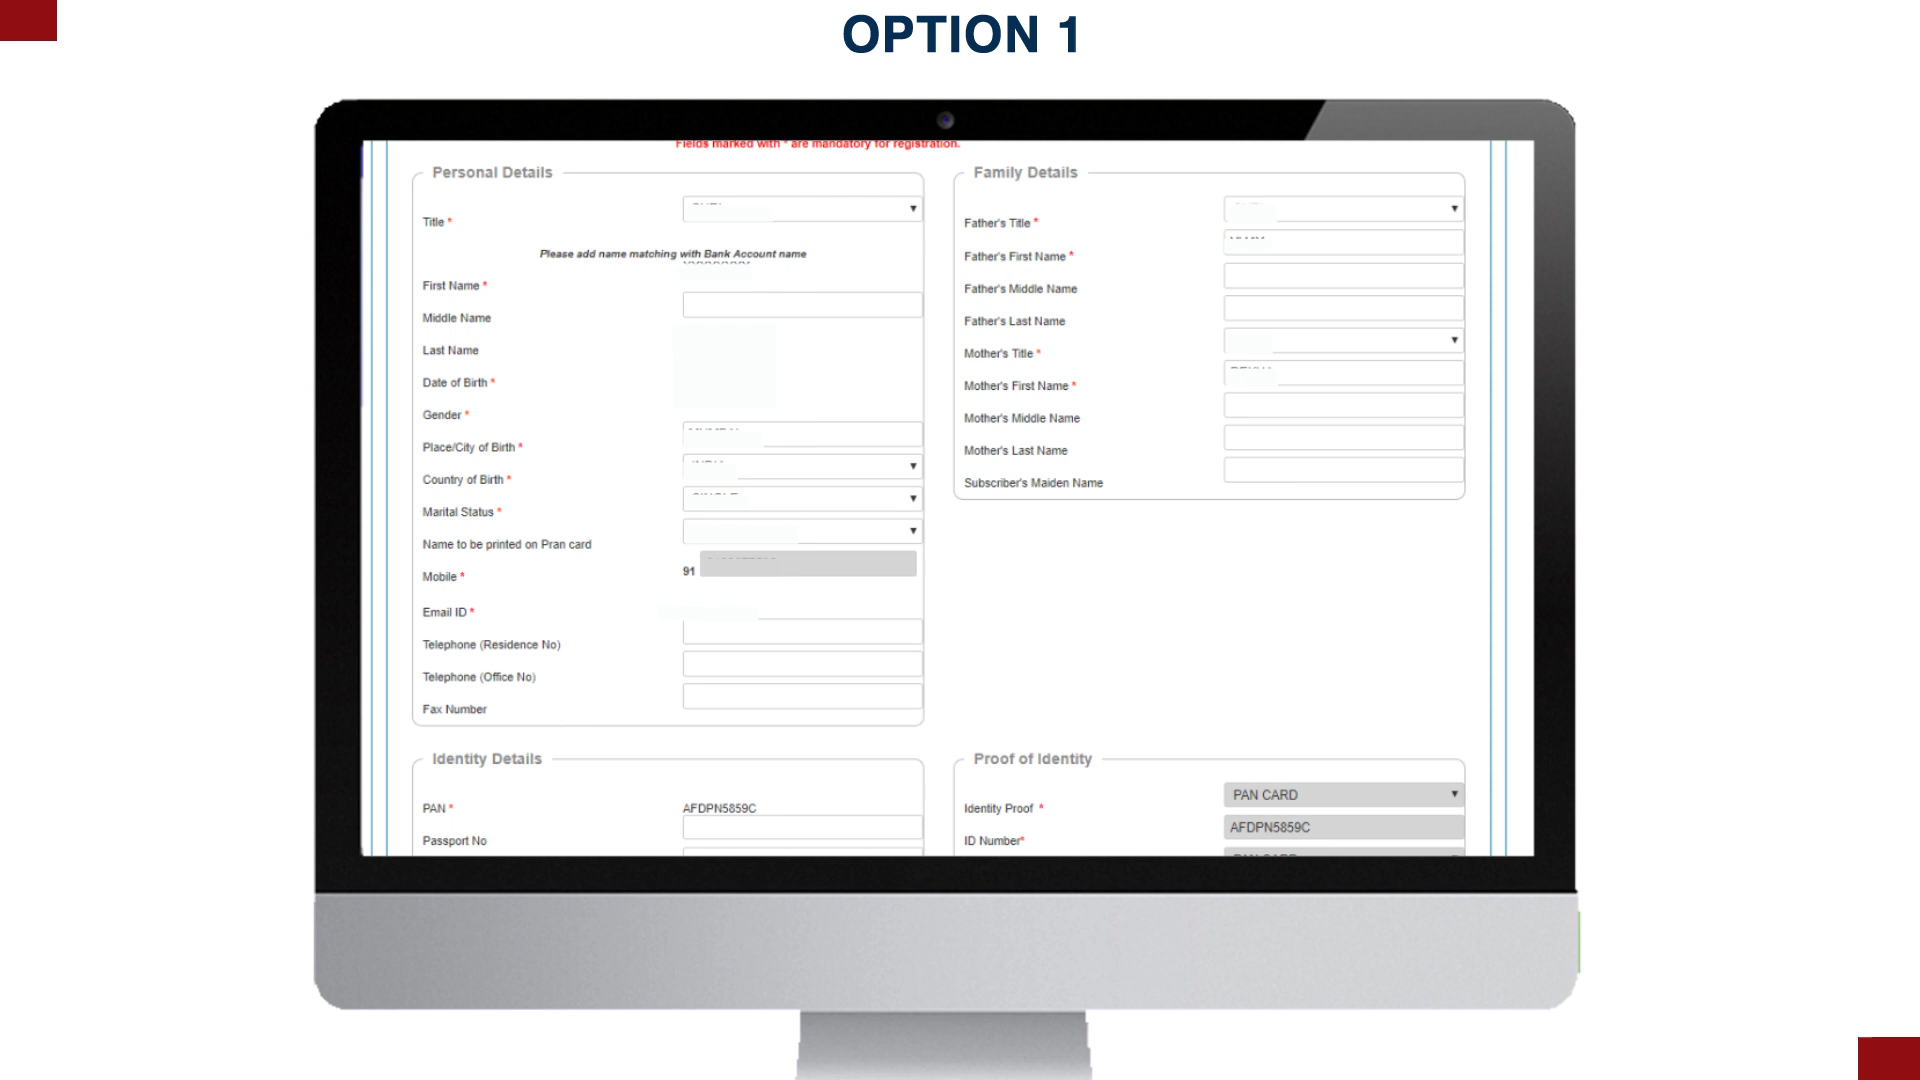 OPTION 1
Fields marked with * are mandatory for registration.
Personal Details
Title *
Please add name matching with Bank Account name
First Name *
Middle Name
Last Name
Date of Birth *
Gender *
Place/City of Birth *
Country of Birth *
Marital Status *
Name to be printed on Pran card
Mobile *
91
Email ID *
Telephone (Residence No)
Telephone (Office No)
Fax Number
Family Details
Father's Title *
Father's First Name *
Father's Middle Name
Father's Last Name
Mother's Title *
Mother's First Name *
Mother's Middle Name
Mother's Last Name
Subscriber's Maiden Name
Identity Details
PAN *
AFDPN5859C
Passport No
Proof of Identity
Identity Proof *
PAN CARD
ID Number*
AFDPN5859C